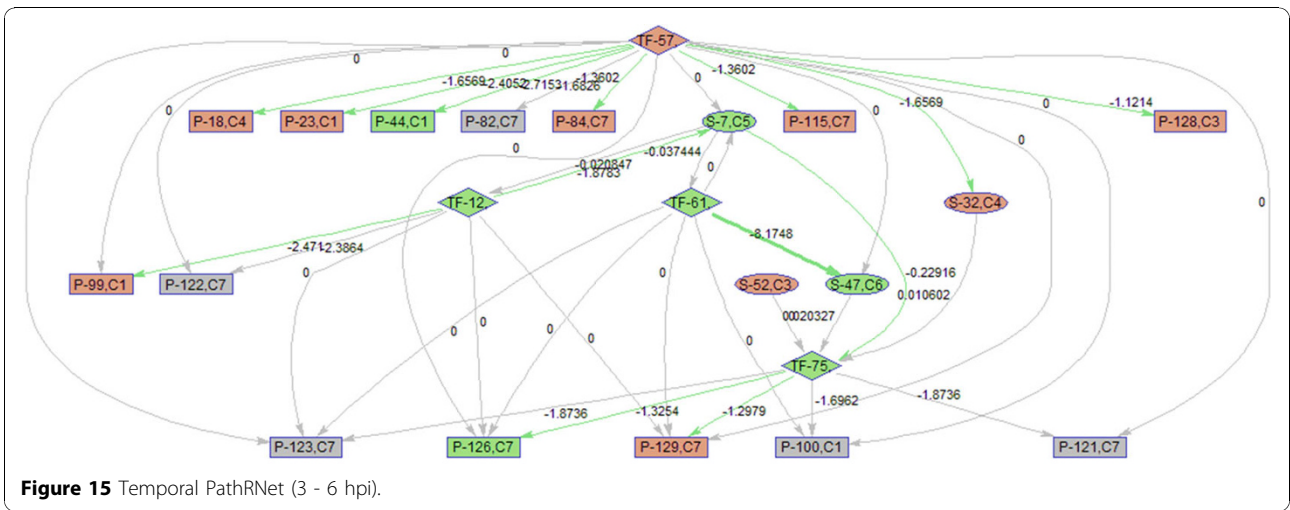 TF-57,
0
0
-1.6569
-2.4052
-2.7153
-1.3602
-1.6826
0
-1.3602
-1.6569
0
-1.1214
0
0
P-18,C4
P-23,C1
P-44,C1
P-82,C7
P-84,C7
S-7,C5
P-115,C7
P-128,C3
0
0
-0.037444
-0.020847
-1.8783
0
TF-12,
TF-61,
S-32,C4
0
-8.1748
-2.471
-2.3864
0
0
-0.22916
P-99,C1
P-122,C7
S-52,C3
S-47,C6
0.010602
0
0
0
0
0
0.020327
0
TF-75,
-1.8736
-1.3254
-1.2979
-1.6962
-1.8736
P-123,C7
P-126,C7
P-129,C7
P-100,C1
P-121,C7
Figure 15 Temporal PathRNet (3 - 6 hpi).